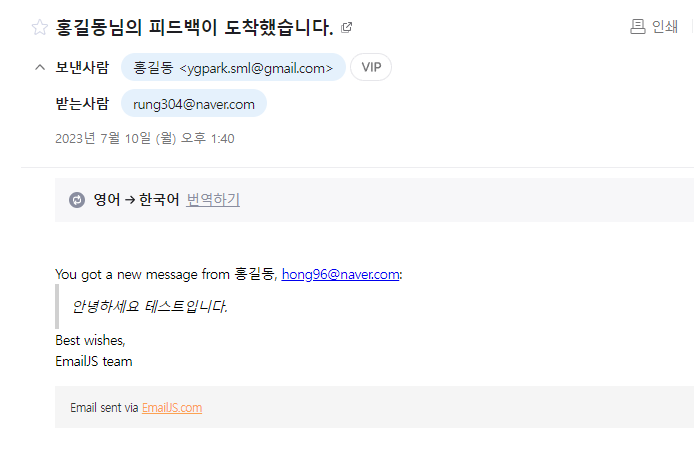 홍길동님의 피드백이 도착했습니다.
인쇄
보낸사람 홍길동 <ygpark.sml@gmail.com> VIP
받는사람 rung304@naver.com
2023년 7월 10일 (월) 오후 1:40
영어 → 한국어 번역하기
You got a new message from 홍길동, hong96@naver.com:
안녕하세요 테스트입니다.
Best wishes,
EmailJS team
Email sent via EmailJS.com